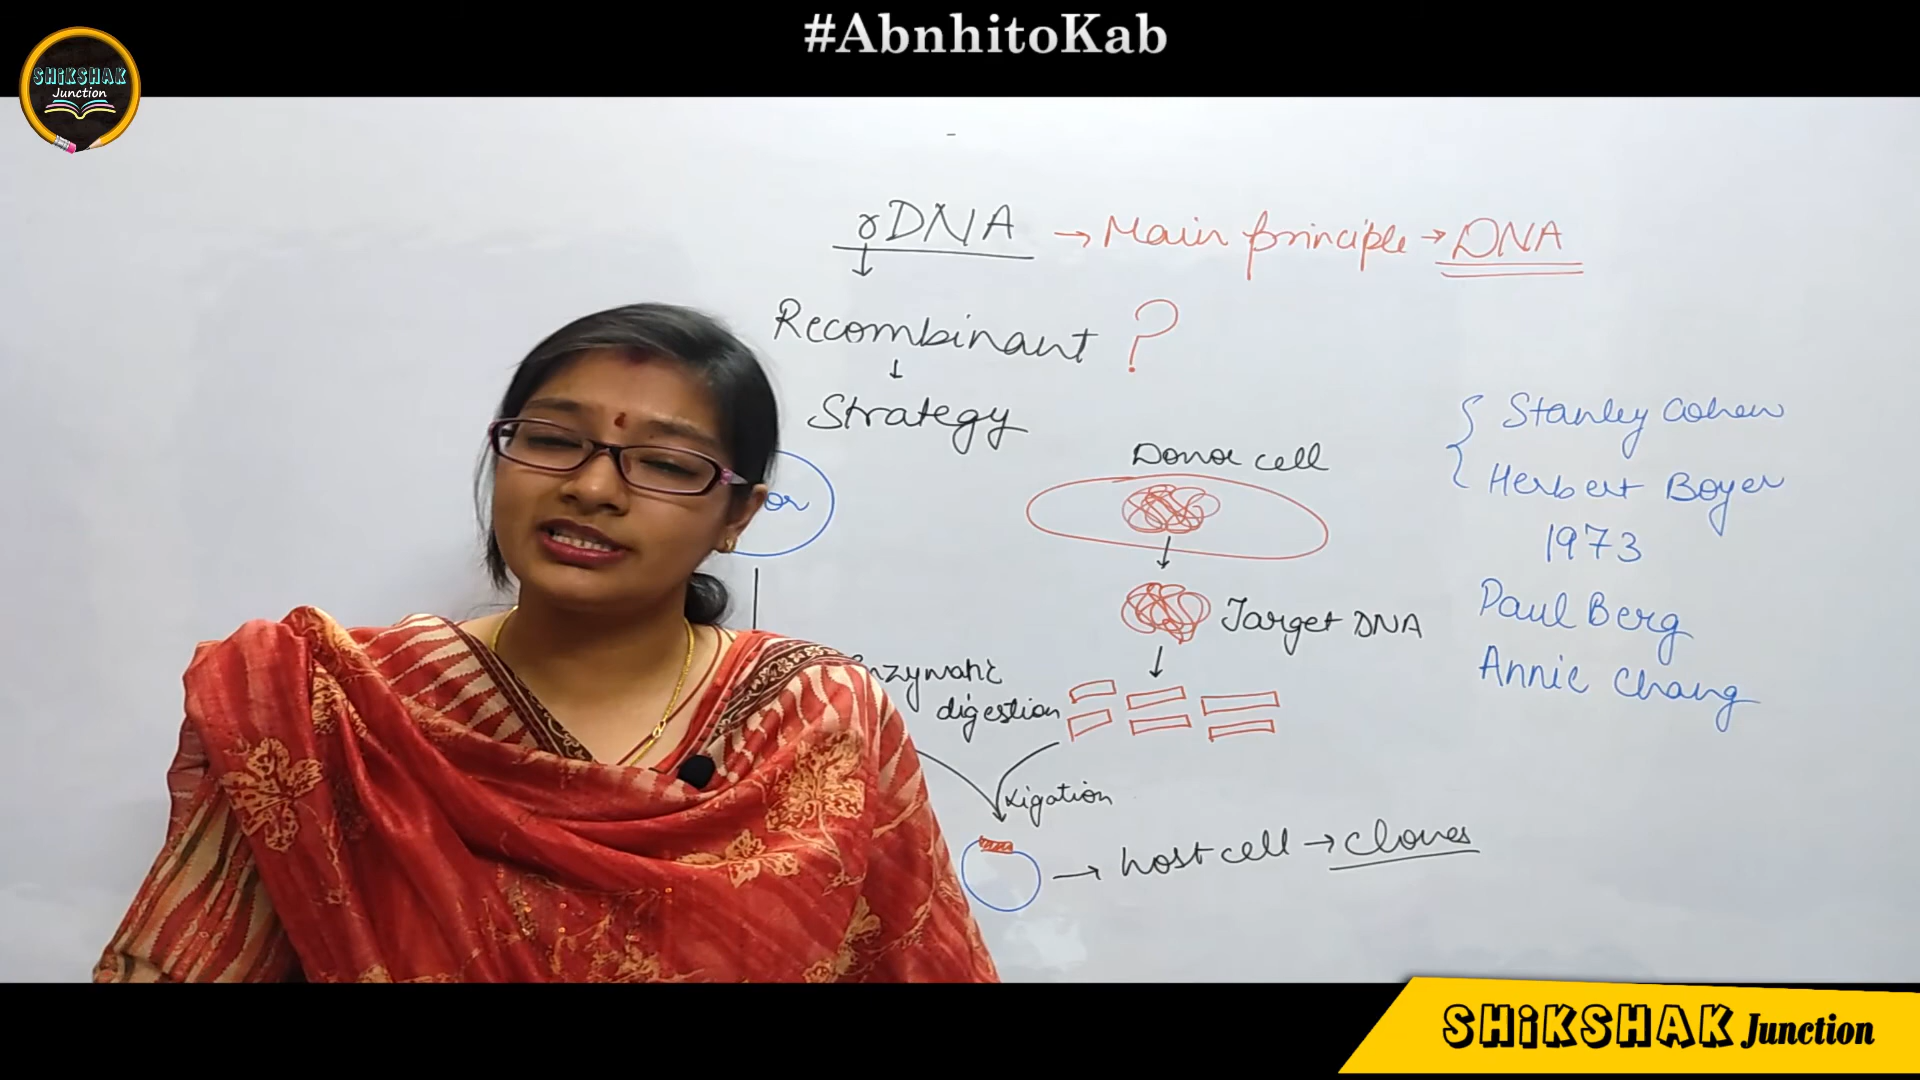 #AbnhitoKab
SHiKSHAK
Junction
rDNA → Main principle → DNA
Recombinant ?
Strategy
Donor cell
Stanley Cohen
Herbert Boyer
1973
Target DNA
Paul Berg
Annie Chang
digestion
Ligation
host cell → clones
SHiKSHAK Junction